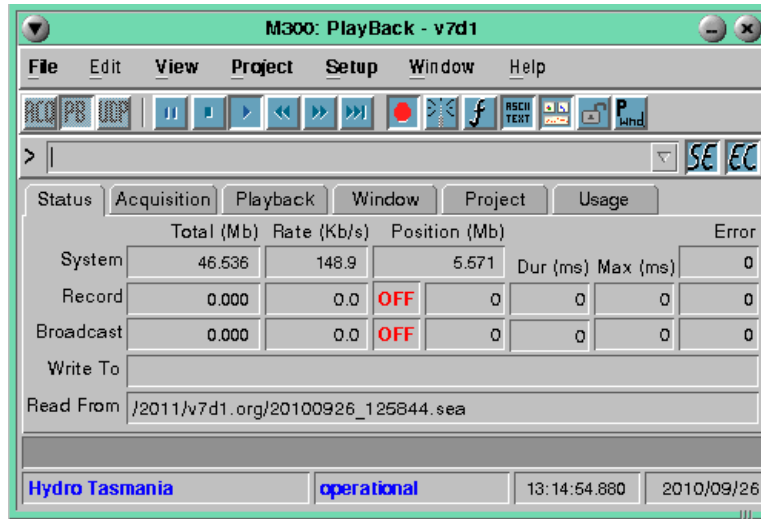 M300: PlayBack - v7d1
File Edit View Project Setup Window Help
ACQ PB UDP ASCII TEXT P Wnd
> SE EC
Status Acquisition Playback Window Project Usage
Total (Mb) Rate (Kb/s) Position (Mb) Error
System 46.536 148.9 5.571 Dur (ms) Max (ms) 0
Record 0.000 0.0 OFF 0 0 0 0
Broadcast 0.000 0.0 OFF 0 0 0 0
Write To
Read From /2011/v7d1.org/20100926_125844.sea
Hydro Tasmania operational 13:14:54.880 2010/09/26